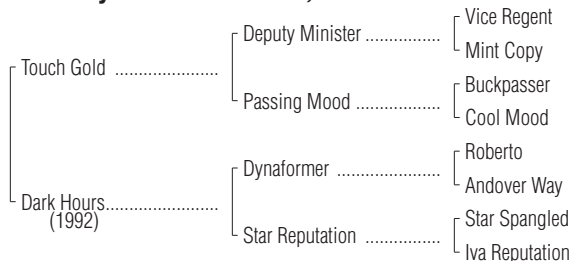 Vice Regent
Deputy Minister ................
Mint Copy
Touch Gold ......................
Buckpasser
Passing Mood ..................
Cool Mood
Roberto
Dynaformer ......................
Andover Way
Dark Hours........................
(1992)
Star Spangled
Star Reputation ................
Iva Reputation